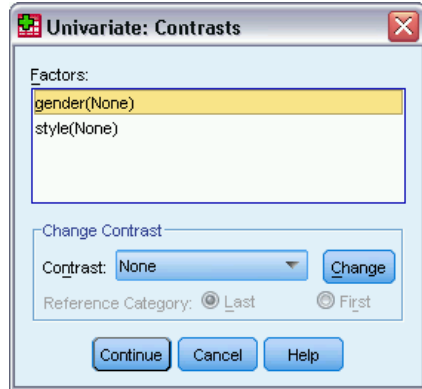 Univariate: Contrasts
Factors:
gender(None)
style(None)
Change Contrast
Contrast: None Change
Reference Category: Last First
Continue Cancel Help